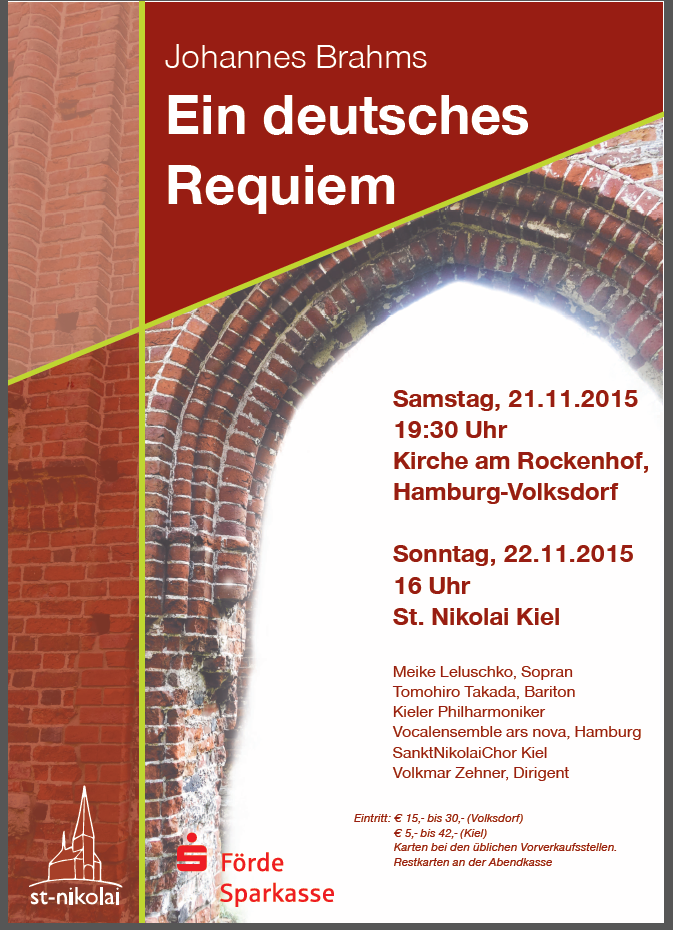 Johannes Brahms
Ein deutsches
Requiem
Samstag, 21.11.2015
19:30 Uhr
Kirche am Rockenhof,
Hamburg-Volksdorf
Sonntag, 22.11.2015
16 Uhr
St. Nikolai Kiel
Meike Leluschko, Sopran
Tomohiro Takada, Bariton
Kieler Philharmoniker
Vocalensemble ars nova, Hamburg
SanktNikolaiChor Kiel
Volkmar Zehner, Dirigent
Eintritt: € 15,- bis 30,- (Volksdorf)
€ 5,- bis 42,- (Kiel)
Karten bei den üblichen Vorverkaufsstellen.
Restkarten an der Abendkasse
st-nikolai
Förde
Sparkasse